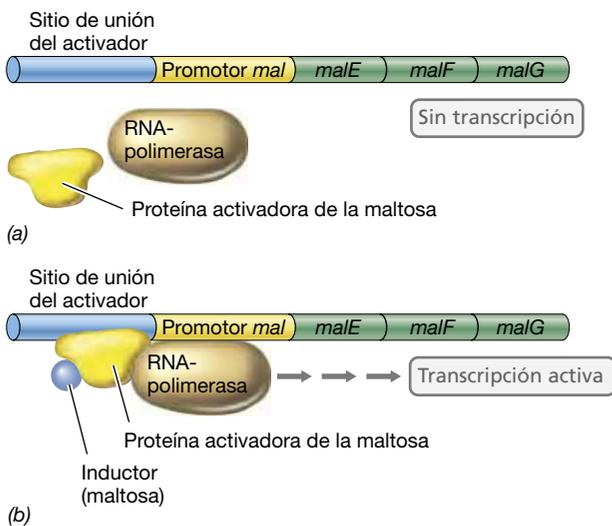 Sitio de unión
del activador
Promotor mal malE malF malG
RNA-
polimerasa
Sin transcripción
Proteína activadora de la maltosa
(a)
Sitio de unión
del activador
Promotor mal malE malF malG
RNA-
polimerasa
Transcripción activa
Proteína activadora de la maltosa
Inductor
(maltosa)
(b)